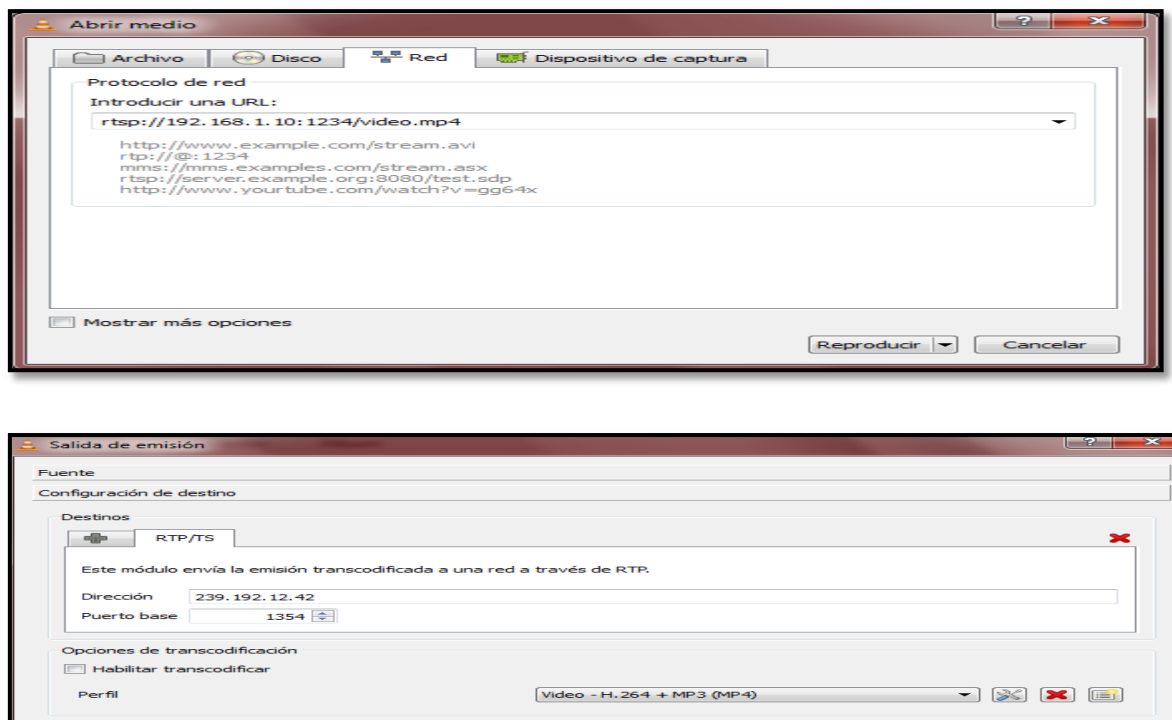 Abrir medio
Archivo Disco Red Dispositivo de captura
Protocolo de red
Introducir una URL:
rtsp://192.168.1.10:1234/video.mp4
http://www.example.com/stream.avi
rtp://@:1234
mms://mms.examples.com/stream.asx
rtsp://server.example.org:8080/test.sdp
http://www.yourtube.com/watch?v=gg64x
Mostrar más opciones
Reproducir Cancelar
Salida de emisión
Fuente
Configuración de destino
Destinos
RTP/TS
Este módulo envía la emisión transcodificada a una red a través de RTP.
Dirección 239.192.12.42
Puerto base 1354
Opciones de transcodificación
Habilitar transcodificar
Perfil Video - H.264 + MP3 (MP4)